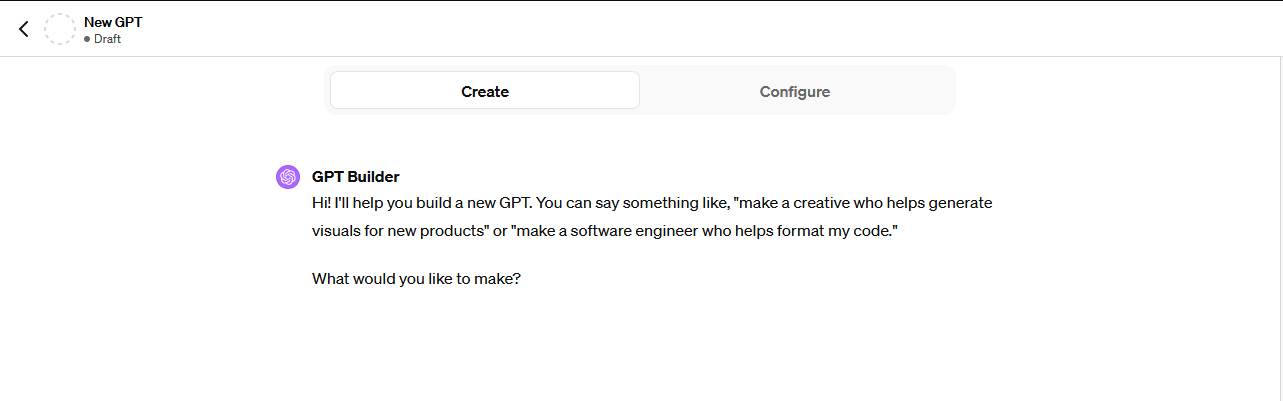 New GPT
Draft
Create
Configure
GPT Builder
Hi! I'll help you build a new GPT. You can say something like, "make a creative who helps generate
visuals for new products" or "make a software engineer who helps format my code."
What would you like to make?